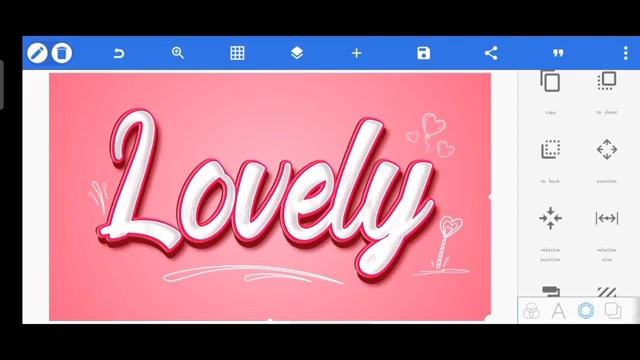 Lovely
copy
to front
to back
position
relative
position
relative
size